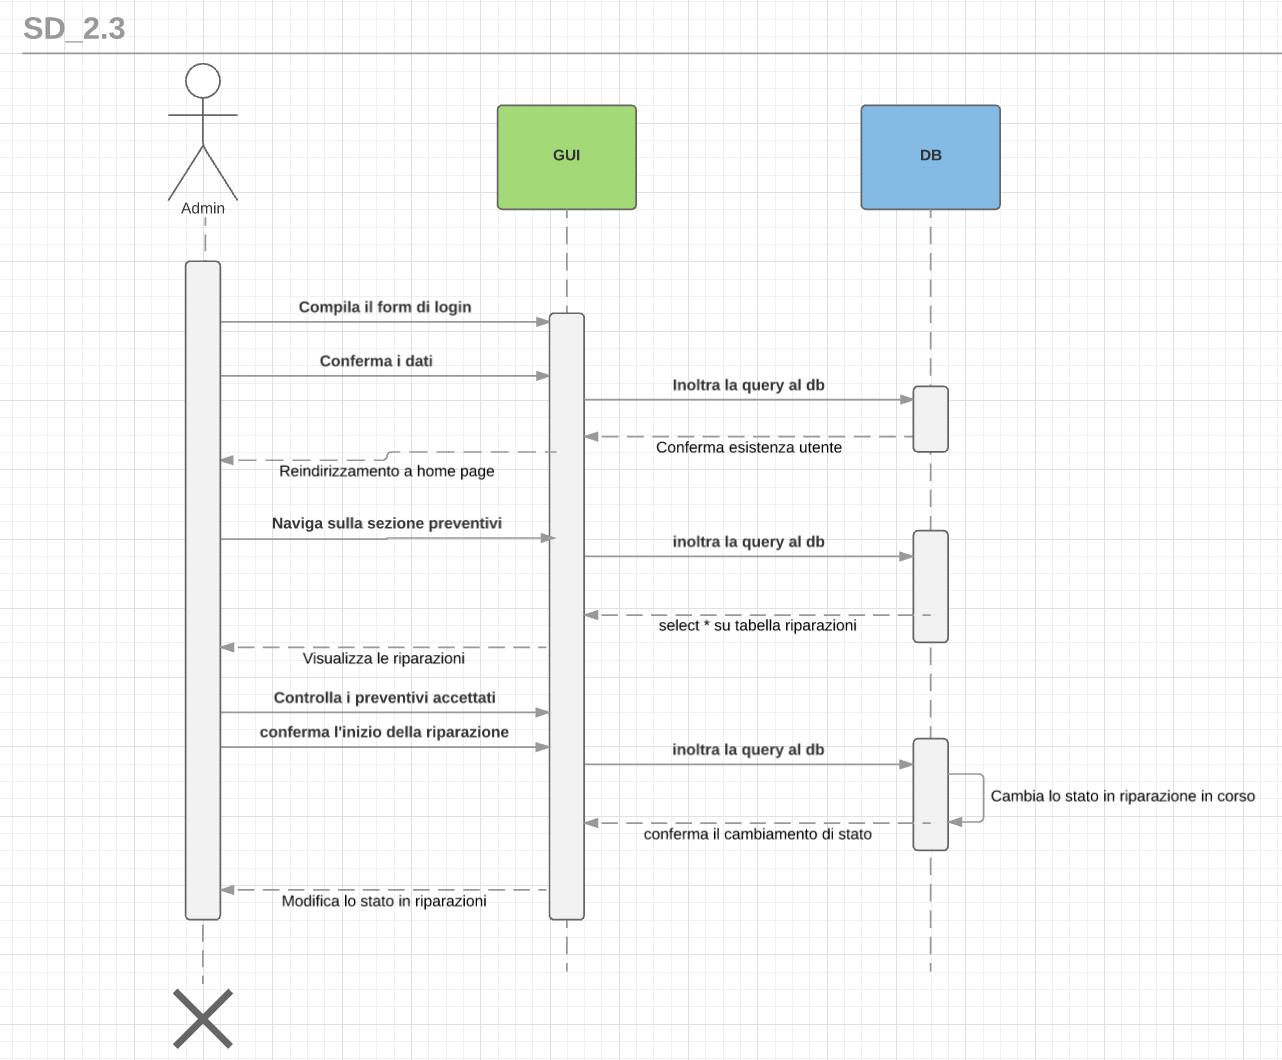 SD_2.3
GUI
DB
Admin
Compila il form di login
Conferma i dati
Inoltra la query al db
Conferma esistenza utente
Reindirizzamento a home page
Naviga sulla sezione preventivi
inoltra la query al db
select * su tabella riparazioni
Visualizza le riparazioni
Controlla i preventivi accettati
conferma l'inizio della riparazione
inoltra la query al db
Cambia lo stato in riparazione in corso
conferma il cambiamento di stato
Modifica lo stato in riparazioni